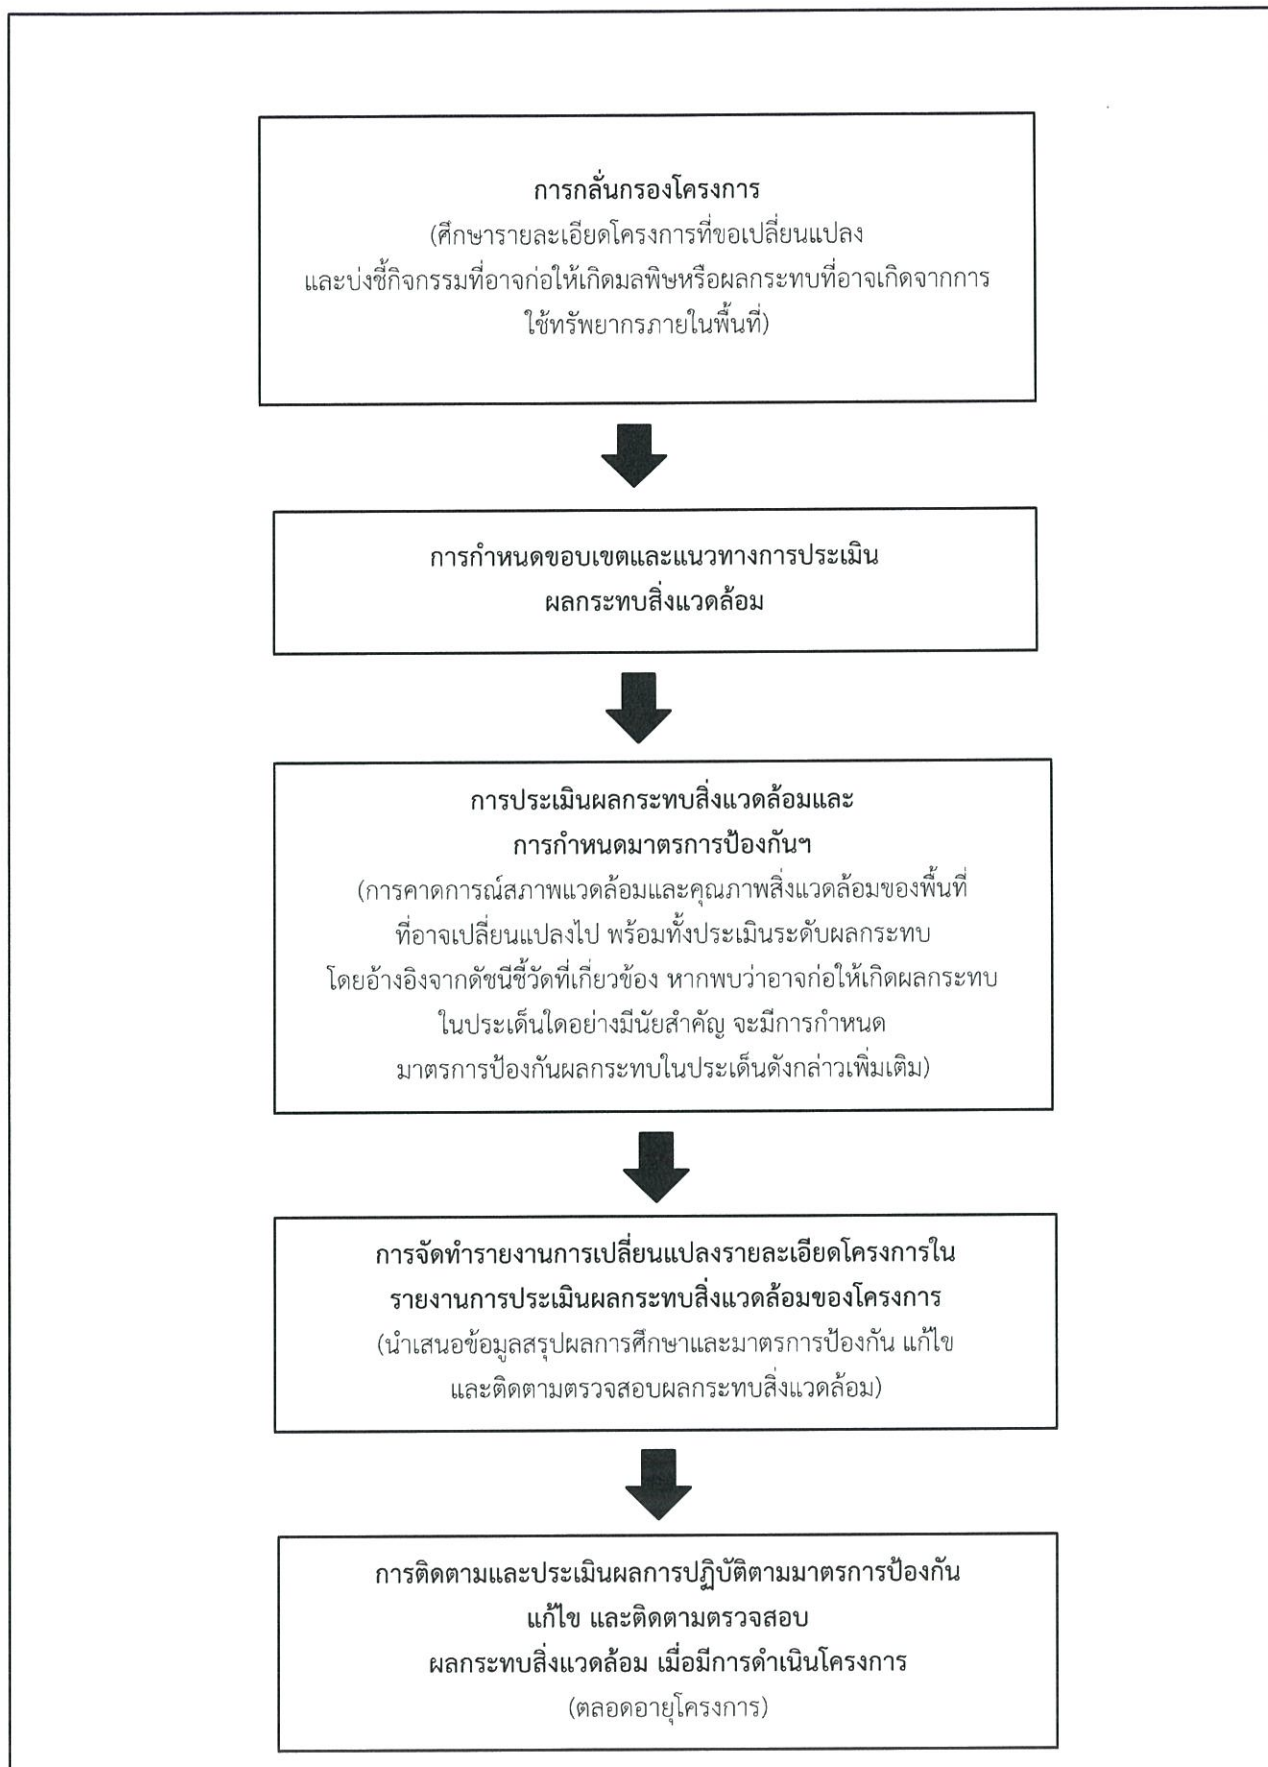 การกลั่นกรองโครงการ
(ศึกษารายละเอียดโครงการที่ขอเปลี่ยนแปลง
และบ่งชี้กิจกรรมที่อาจก่อให้เกิดมลพิษหรือผลกระทบที่อาจเกิดจากการ
ใช้ทรัพยากรภายในพื้นที่)
การกำหนดขอบเขตและแนวทางการประเมิน
ผลกระทบสิ่งแวดล้อม
การประเมินผลกระทบสิ่งแวดล้อมและ
การกำหนดมาตรการป้องกันฯ
(การคาดการณ์สภาพแวดล้อมและคุณภาพสิ่งแวดล้อมของพื้นที่
ที่อาจเปลี่ยนแปลงไป พร้อมทั้งประเมินระดับผลกระทบ
โดยอ้างอิงจากดัชนีชี้วัดที่เกี่ยวข้อง หากพบว่าอาจก่อให้เกิดผลกระทบ
ในประเด็นใดอย่างมีนัยสำคัญ จะมีการกำหนด
มาตรการป้องกันผลกระทบในประเด็นดังกล่าวเพิ่มเติม)
การจัดทำรายงานการเปลี่ยนแปลงรายละเอียดโครงการใน
รายงานการประเมินผลกระทบสิ่งแวดล้อมของโครงการ
(นำเสนอข้อมูลสรุปผลการศึกษาและมาตรการป้องกัน แก้ไข
และติดตามตรวจสอบผลกระทบสิ่งแวดล้อม)
การติดตามและประเมินผลการปฏิบัติตามมาตรการป้องกัน
แก้ไข และติดตามตรวจสอบ
ผลกระทบสิ่งแวดล้อม เมื่อมีการดำเนินโครงการ
(ตลอดอายุโครงการ)